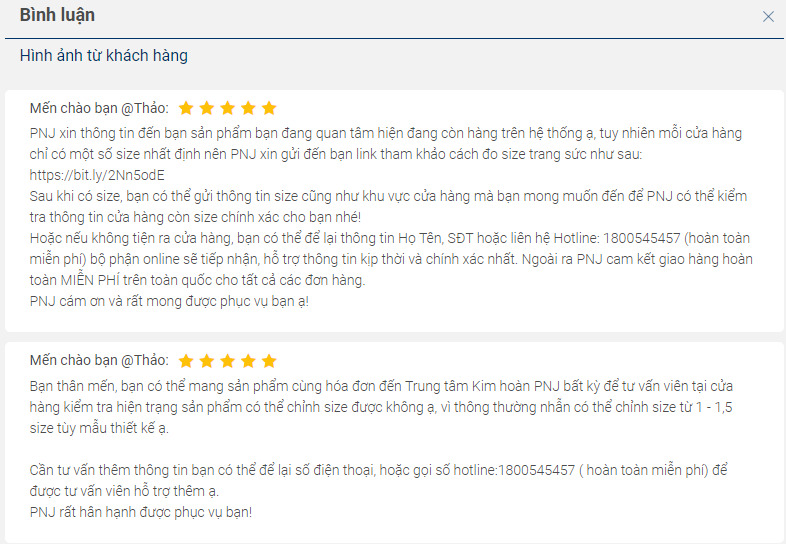 Bình luận
Hình ảnh từ khách hàng
Mến chào bạn @Thảo:
PNJ xin thông tin đến bạn sản phẩm bạn đang quan tâm hiện đang còn hàng trên hệ thống ạ, tuy nhiên mỗi cửa hàng
chỉ có một số size nhất định nên PNJ xin gửi đến bạn link tham khảo cách đo size trang sức như sau:
https://bit.ly/2Nn5odE
Sau khi có size, bạn có thể gửi thông tin size cũng như khu vực cửa hàng mà bạn mong muốn đến để PNJ có thể kiểm
tra thông tin cửa hàng còn size chính xác cho bạn nhé!
Hoặc nếu không tiện ra cửa hàng, bạn có thể để lại thông tin Họ Tên, SĐT hoặc liên hệ Hotline: 1800545457 (hoàn toàn
miễn phí) bộ phận online sẽ tiếp nhận, hỗ trợ thông tin kịp thời và chính xác nhất. Ngoài ra PNJ cam kết giao hàng hoàn
toàn MIỄN PHÍ trên toàn quốc cho tất cả các đơn hàng.
PNJ cám ơn và rất mong được phục vụ bạn ạ!
Mến chào bạn @Thảo:
Bạn thân mến, bạn có thể mang sản phẩm cùng hóa đơn đến Trung tâm Kim hoàn PNJ bất kỳ để tư vấn viên tại cửa
hàng kiểm tra hiện trạng sản phẩm có thể chỉnh size được không ạ, vì thông thường nhẫn có thể chỉnh size từ 1 - 1,5
size tùy mẫu thiết kế ạ.
Cần tư vấn thêm thông tin bạn có thể để lại số điện thoại, hoặc gọi số hotline:1800545457 ( hoàn toàn miễn phí) để
được tư vấn viên hỗ trợ thêm ạ.
PNJ rất hân hạnh được phục vụ bạn!